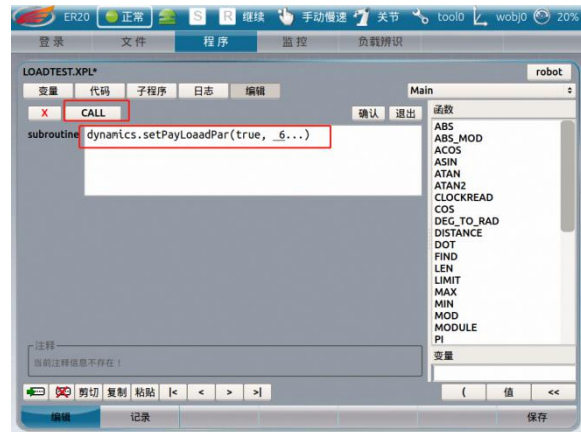 ER20 正常 S R 继续 手动慢速 关节 tool0 wobj0 20%
登录 文件 程序 监控 负载辨识
LOADTEST.XPL* robot
变量 代码 子程序 日志 编辑 Main
X CALL 确认 退出 函数
subroutine dynamics.setPayLoaadPar(true, _6...)
ABS
ABS_MOD
ACOS
ASIN
ATAN
ATAN2
CLOCKREAD
COS
DEG_TO_RAD
DISTANCE
DOT
FIND
LEN
LIMIT
MAX
MIN
MOD
MODULE
PI
注释
当前注释信息不存在！
变量
剪切 复制 粘贴 |< < > >| ( 值 <<
编辑 记录 保存